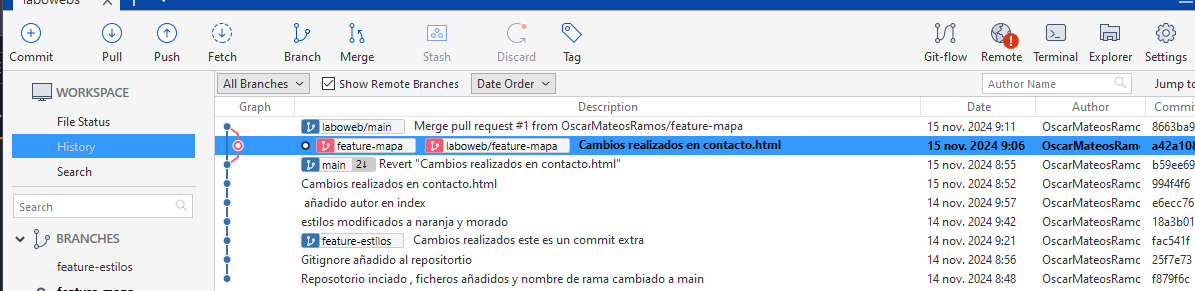 labowebs
Commit Pull Push Fetch Branch Merge Stash Discard Tag Git-flow Remote Terminal Explorer Settings
WORKSPACE
File Status
History
Search
Search
BRANCHES
feature-estilos
feature-mapa
All Branches Show Remote Branches Date Order Author Name Jump to
Graph Description Date Author Commi
laboweb/main Merge pull request #1 from OscarMateosRamos/feature-mapa 15 nov. 2024 9:11 OscarMateosRamo 8663ba9
feature-mapa laboweb/feature-mapa Cambios realizados en contacto.html 15 nov. 2024 9:06 OscarMateosRamo a42a108
main 2↓ Revert "Cambios realizados en contacto.html" 15 nov. 2024 8:55 OscarMateosRamo b59ee69
Cambios realizados en contacto.html 15 nov. 2024 8:52 OscarMateosRamo 994f4f6
añadido autor en index 14 nov. 2024 9:57 OscarMateosRamo e6ecc76
estilos modificados a naranja y morado 14 nov. 2024 9:42 OscarMateosRamo 18a3b01
feature-estilos Cambios realizados este es un commit extra 14 nov. 2024 9:21 OscarMateosRamo fac541f
Gitignore añadido al repositortio 14 nov. 2024 8:56 OscarMateosRamo 25f7e73
Reposotorio inciado , ficheros añadidos y nombre de rama cambiado a main 14 nov. 2024 8:48 OscarMateosRamo f879f6c